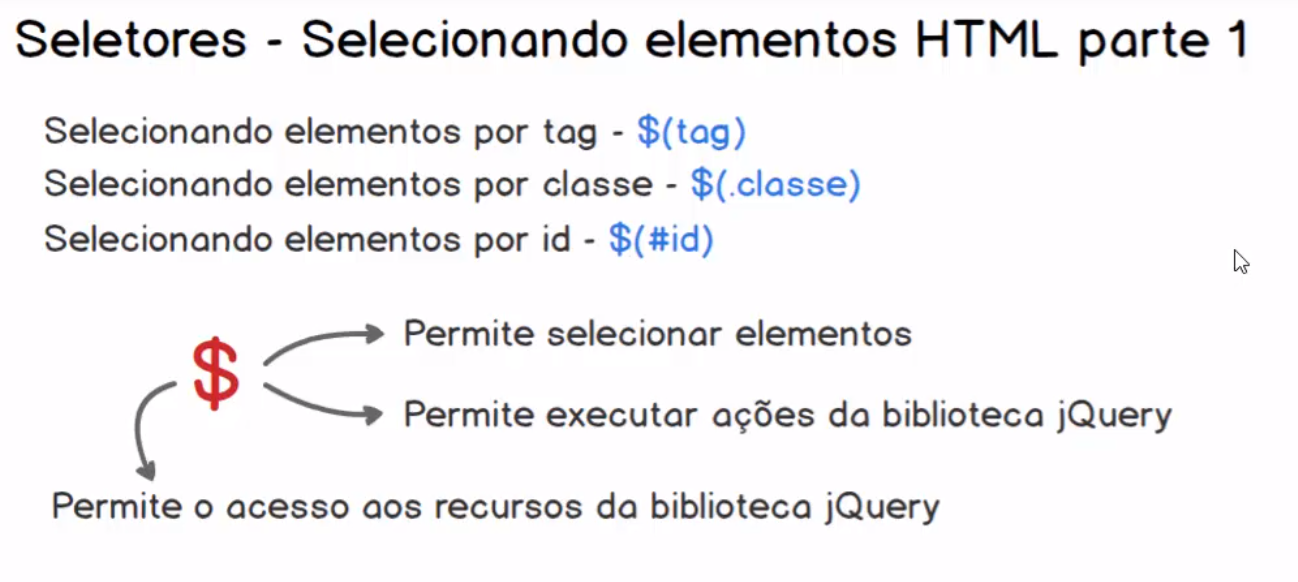 Seletores - Selecionando elementos HTML parte 1
Selecionando elementos por tag - $(tag)
Selecionando elementos por classe - $(.classe)
Selecionando elementos por id - $(#id)
$
Permite selecionar elementos
Permite executar ações da biblioteca jQuery
Permite o acesso aos recursos da biblioteca jQuery